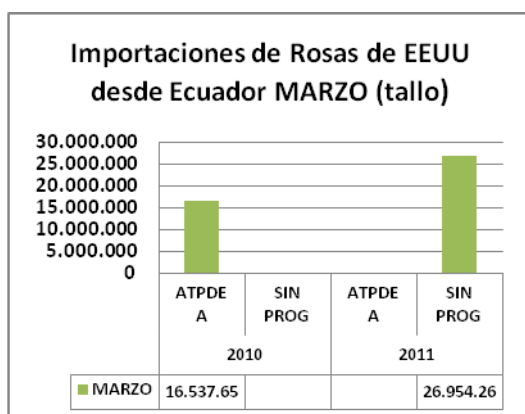 Importaciones de Rosas de EEUU
desde Ecuador MARZO (tallo)
30.000.000
25.000.000
20.000.000
15.000.000
10.000.000
5.000.000
0
ATPDE
A
SIN
PROG
ATPDE
A
SIN
PROG
2010
2011
MARZO
16.537.65
26.954.26